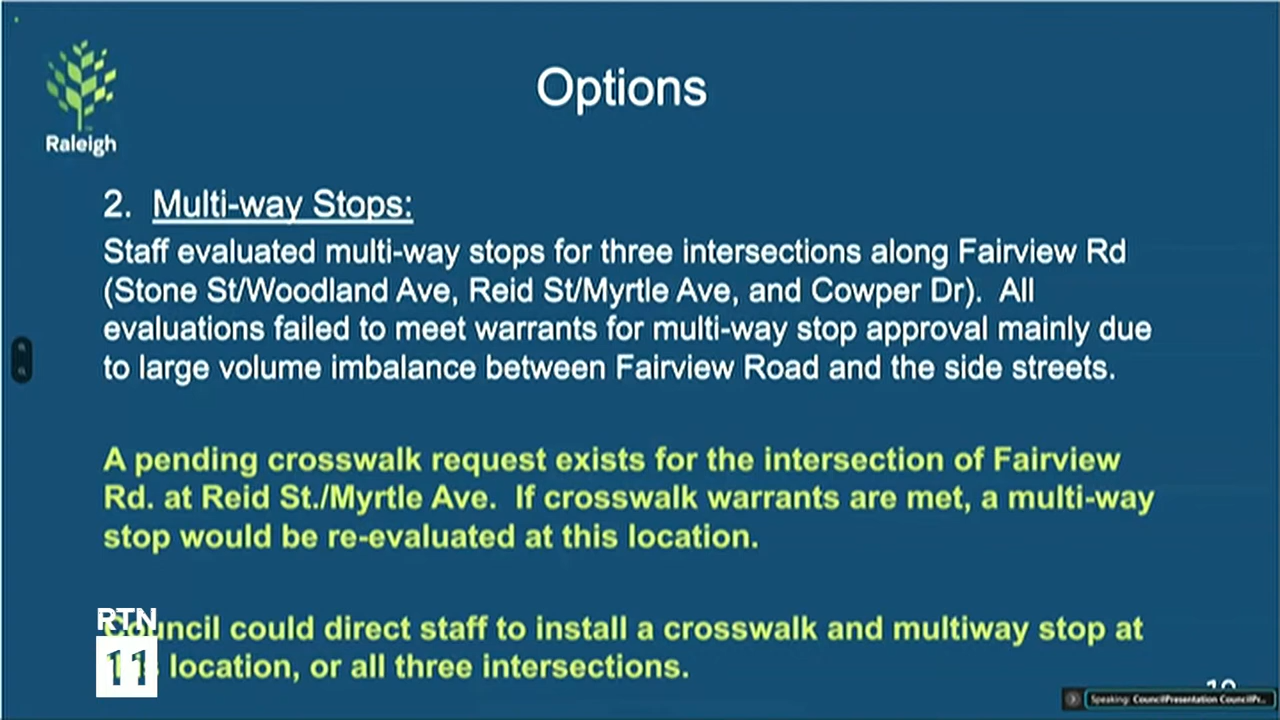 Options
Raleigh
2. Multi-way Stops:
Staff evaluated multi-way stops for three intersections along Fairview Rd
(Stone St/Woodland Ave, Reid St/Myrtle Ave, and Cowper Dr). All
evaluations failed to meet warrants for multi-way stop approval mainly due
to large volume imbalance between Fairview Road and the side streets.
A pending crosswalk request exists for the intersection of Fairview
Rd. at Reid St./Myrtle Ave. If crosswalk warrants are met, a multi-way
stop would be re-evaluated at this location.
Council could direct staff to install a crosswalk and multiway stop at
location, or all three intersections.
RTN
11
Speaking: CouncilPresentation CouncilPr...